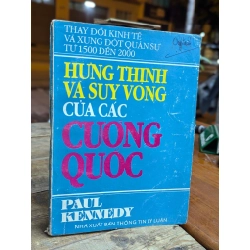 THAY ĐỔI KINH TẾ
VÀ XUNG ĐỘT QUÂN SỰ
TỪ 1500 ĐẾN 2000
HƯNG THỊNH
VÀ SUY VONG
CỦA CÁC
CƯỜNG
QUỐC
PAUL
KENNEDY
NHÀ XUẤT BẢN THÔNG TIN LÝ LUẬN